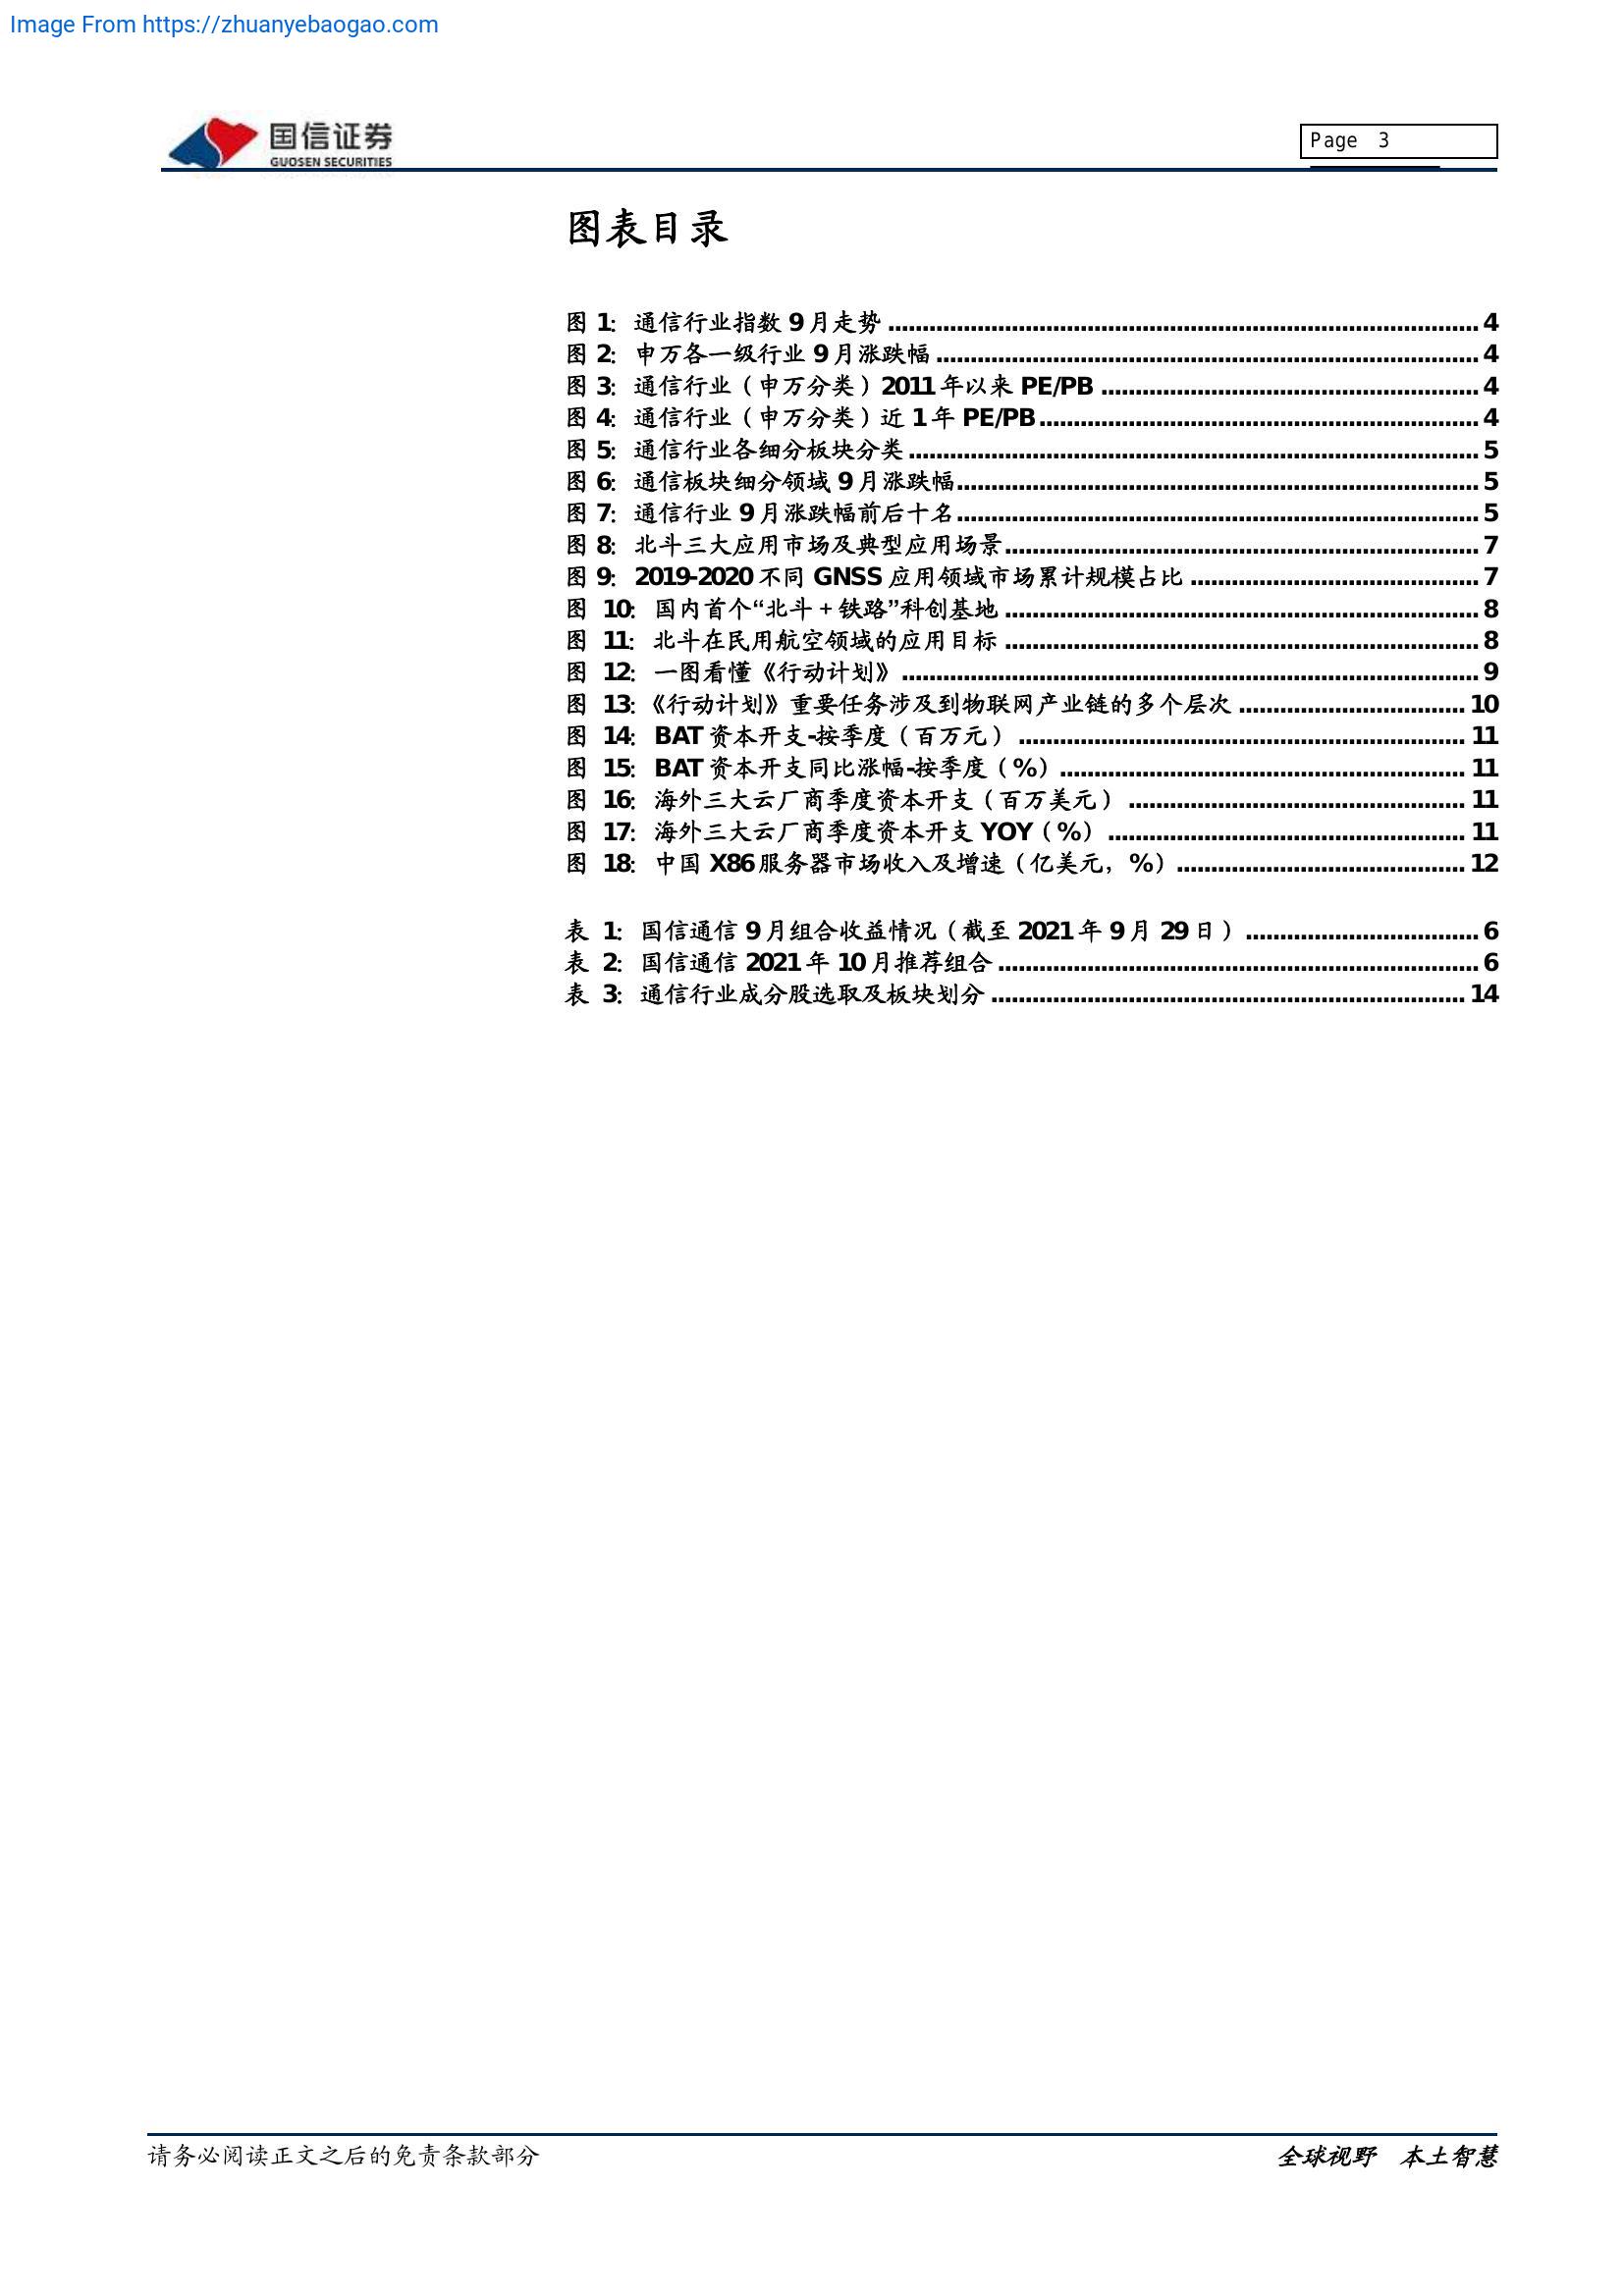 Image From https://zhuanyebaogao.com
国信证券
GUOSEN SECURITIES
Page 3
图表目录
图 1: 通信行业指数 9 月走势 .......... 4
图 2: 申万各一级行业 9 月涨跌幅 .......... 4
图 3: 通信行业（申万分类）2011 年以来 PE/PB .......... 4
图 4: 通信行业（申万分类）近 1 年 PE/PB .......... 4
图 5: 通信行业各细分板块分类 .......... 5
图 6: 通信板块细分领域 9 月涨跌幅 .......... 5
图 7: 通信行业 9 月涨跌幅前后十名 .......... 5
图 8: 北斗三大应用市场及典型应用场景 .......... 7
图 9: 2019-2020 不同 GNSS 应用领域市场累计规模占比 .......... 7
图 10: 国内首个“北斗+铁路”科创基地 .......... 8
图 11: 北斗在民用航空领域的应用目标 .......... 8
图 12: 一图看懂《行动计划》 .......... 9
图 13:《行动计划》重要任务涉及到物联网产业链的多个层次 .......... 10
图 14: BAT 资本开支-按季度（百万元） .......... 11
图 15: BAT 资本开支同比涨幅-按季度（%） .......... 11
图 16: 海外三大云厂商季度资本开支（百万美元） .......... 11
图 17: 海外三大云厂商季度资本开支 YOY（%） .......... 11
图 18: 中国 X86 服务器市场收入及增速（亿美元，%） .......... 12
表 1: 国信通信 9 月组合收益情况（截至 2021 年 9 月 29 日） .......... 6
表 2: 国信通信 2021 年 10 月推荐组合 .......... 6
表 3: 通信行业成分股选取及板块划分 .......... 14
请务必阅读正文之后的免责条款部分
全球视野 本土智慧